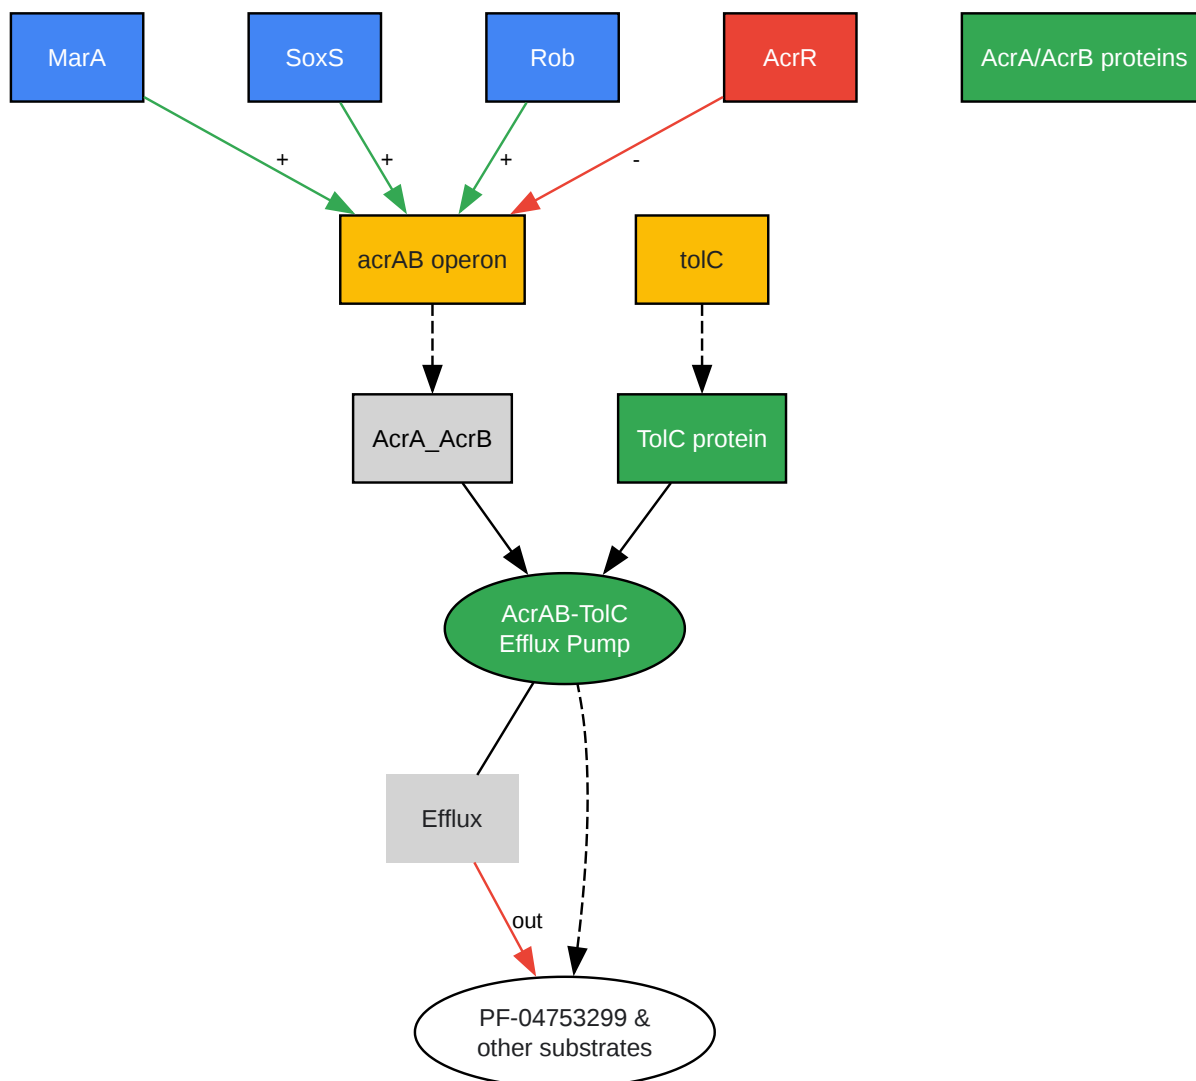 MarA
SoxS
Rob
AcrR
AcrA/AcrB proteins
+
+
+
-
acrAB operon
tolC
AcrA_AcrB
TolC protein
AcrAB-TolC
Efflux Pump
Efflux
out
PF-04753299 &
other substrates